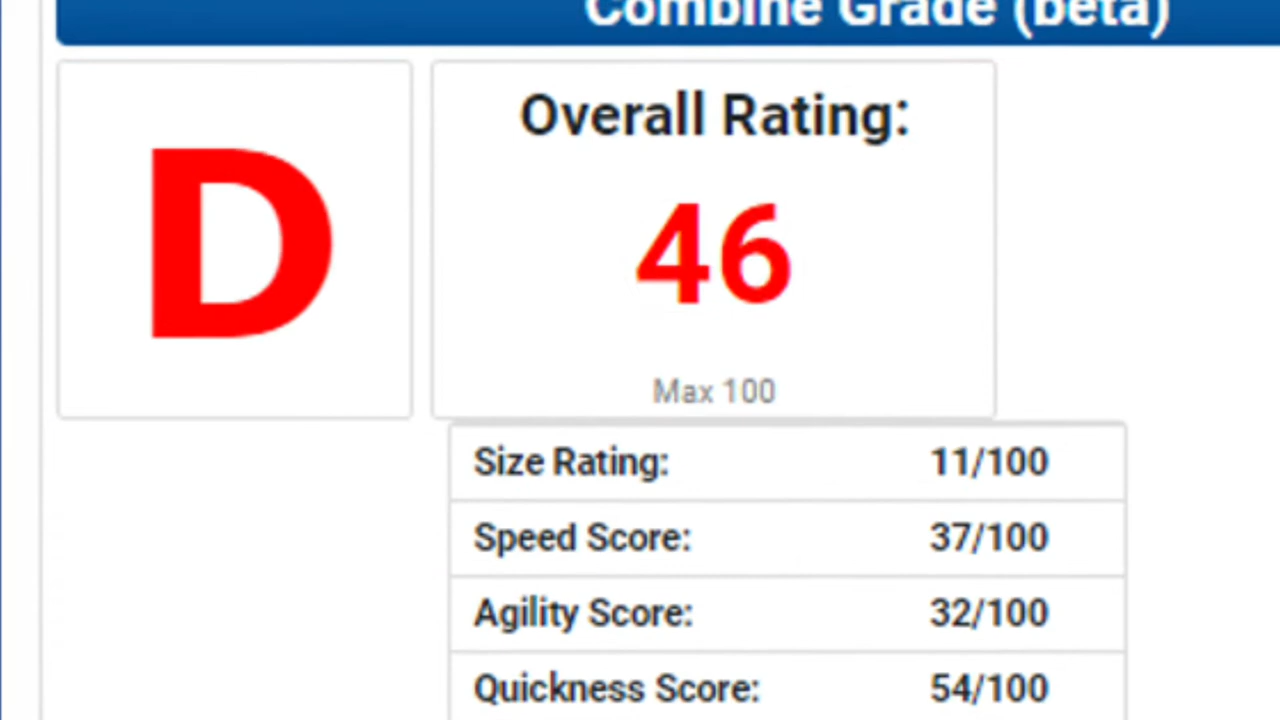 Combine Grade (beta)
D
Overall Rating:
46
Max 100
Size Rating: 11/100
Speed Score: 37/100
Agility Score: 32/100
Quickness Score: 54/100